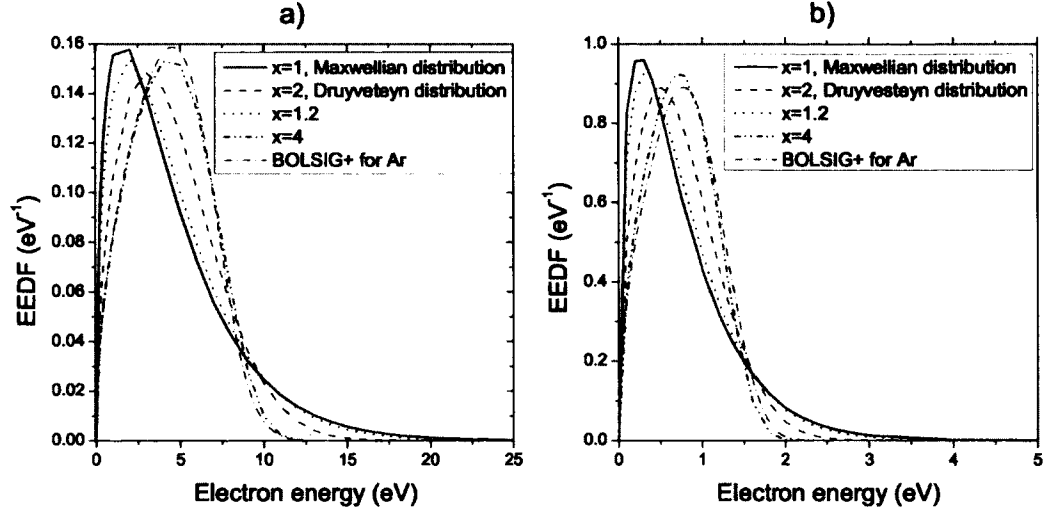 a)
EEDF (eV-1)
0.16
0.14
0.12
0.10
0.08
0.06
0.04
0.02
0.00
x=1, Maxwellian distribution
x=2, Druyveteyn distribution
x=1.2
x=4
BOLSIG+ for Ar
0 5 10 15 20 25
Electron energy (eV)
b)
EEDF (eV-1)
1.0
0.8
0.6
0.4
0.2
0.0
x=1, Maxwellian distribution
x=2, Druyvesteyn distribution
x=1.2
x=4
BOLSIG+ for Ar
0 1 2 3 4 5
Electron energy (eV)